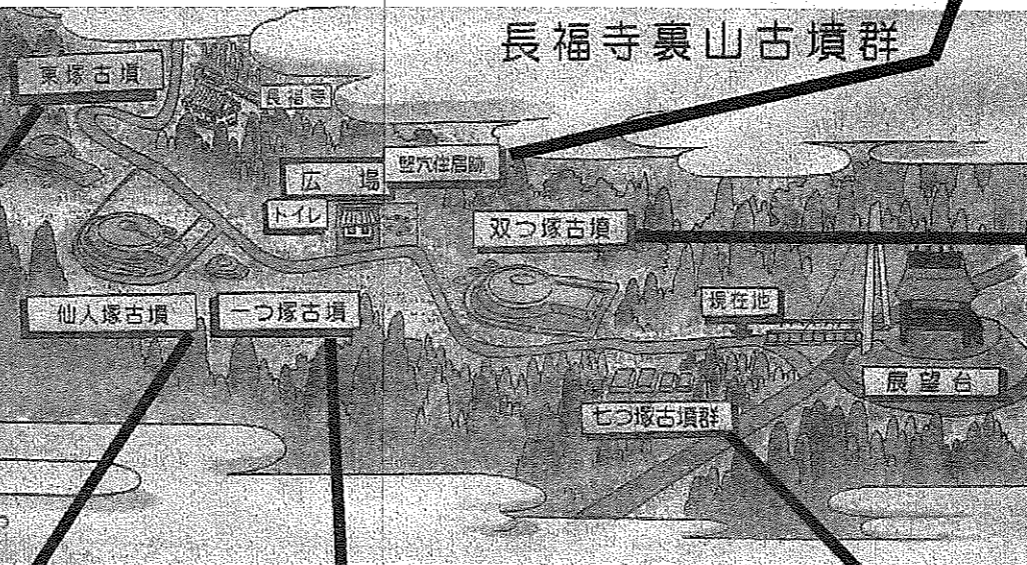 長福寺裏山古墳群
東塚古墳
長福寺
竪穴住居跡
広場
トイレ
双つ塚古墳
仙人塚古墳
一つ塚古墳
現在地
展望台
七つ塚古墳群